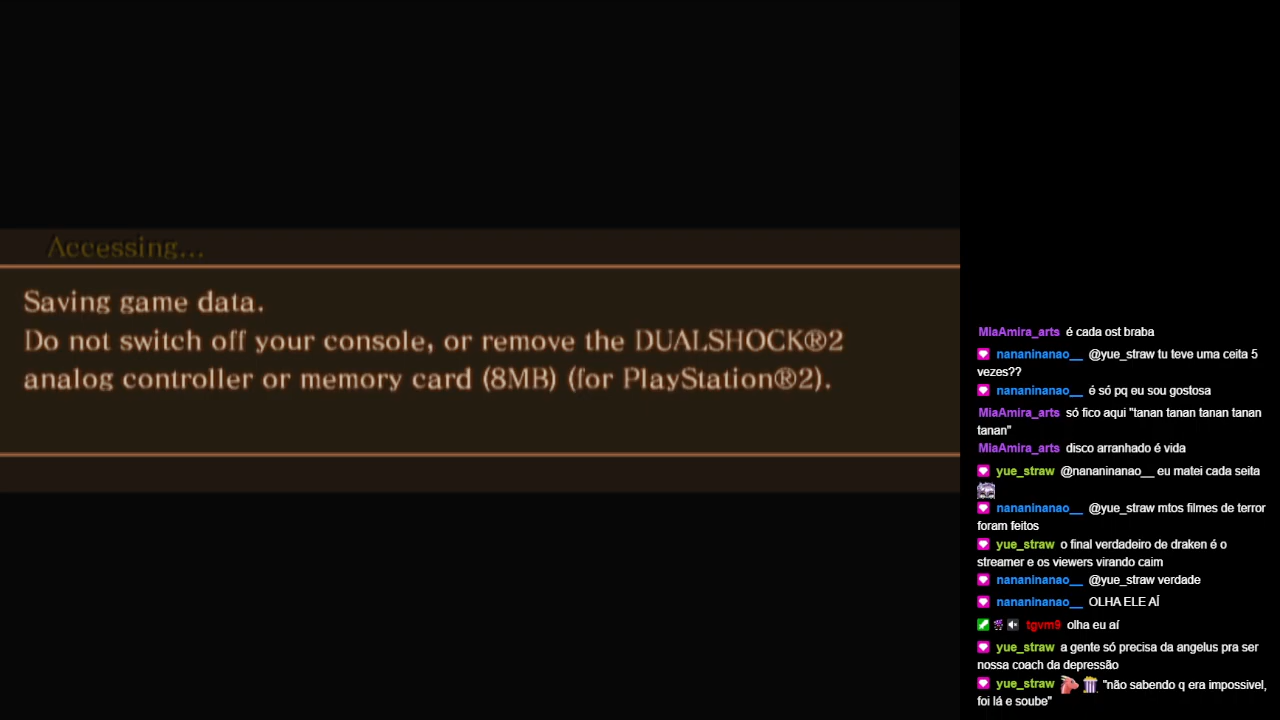 Accessing...
Saving game data.
Do not switch off your console, or remove the DUALSHOCK®2
analog controller or memory card (8MB) (for PlayStation®2).
MiaAmira_arts é cada ost braba
nananinanao__ @yue_straw tu teve uma ceita 5
vezes??
nananinanao__ é só pq eu sou gostosa
MiaAmira_arts só fico aqui "tanan tanan tanan tanan
tanan"
MiaAmira_arts disco arranhado é vida
yue_straw @nananinanao__ eu matei cada seita
nananinanao__ @yue_straw mtos filmes de terror
foram feitos
yue_straw o final verdadeiro de draken é o
streamer e os viewers virando caim
nananinanao__ @yue_straw verdade
nananinanao__ OLHA ELE AÍ
tgvm9 olha eu aí
yue_straw a gente só precisa da angelus pra ser
nossa coach da depressão
yue_straw "não sabendo q era impossivel,
foi lá e soube"